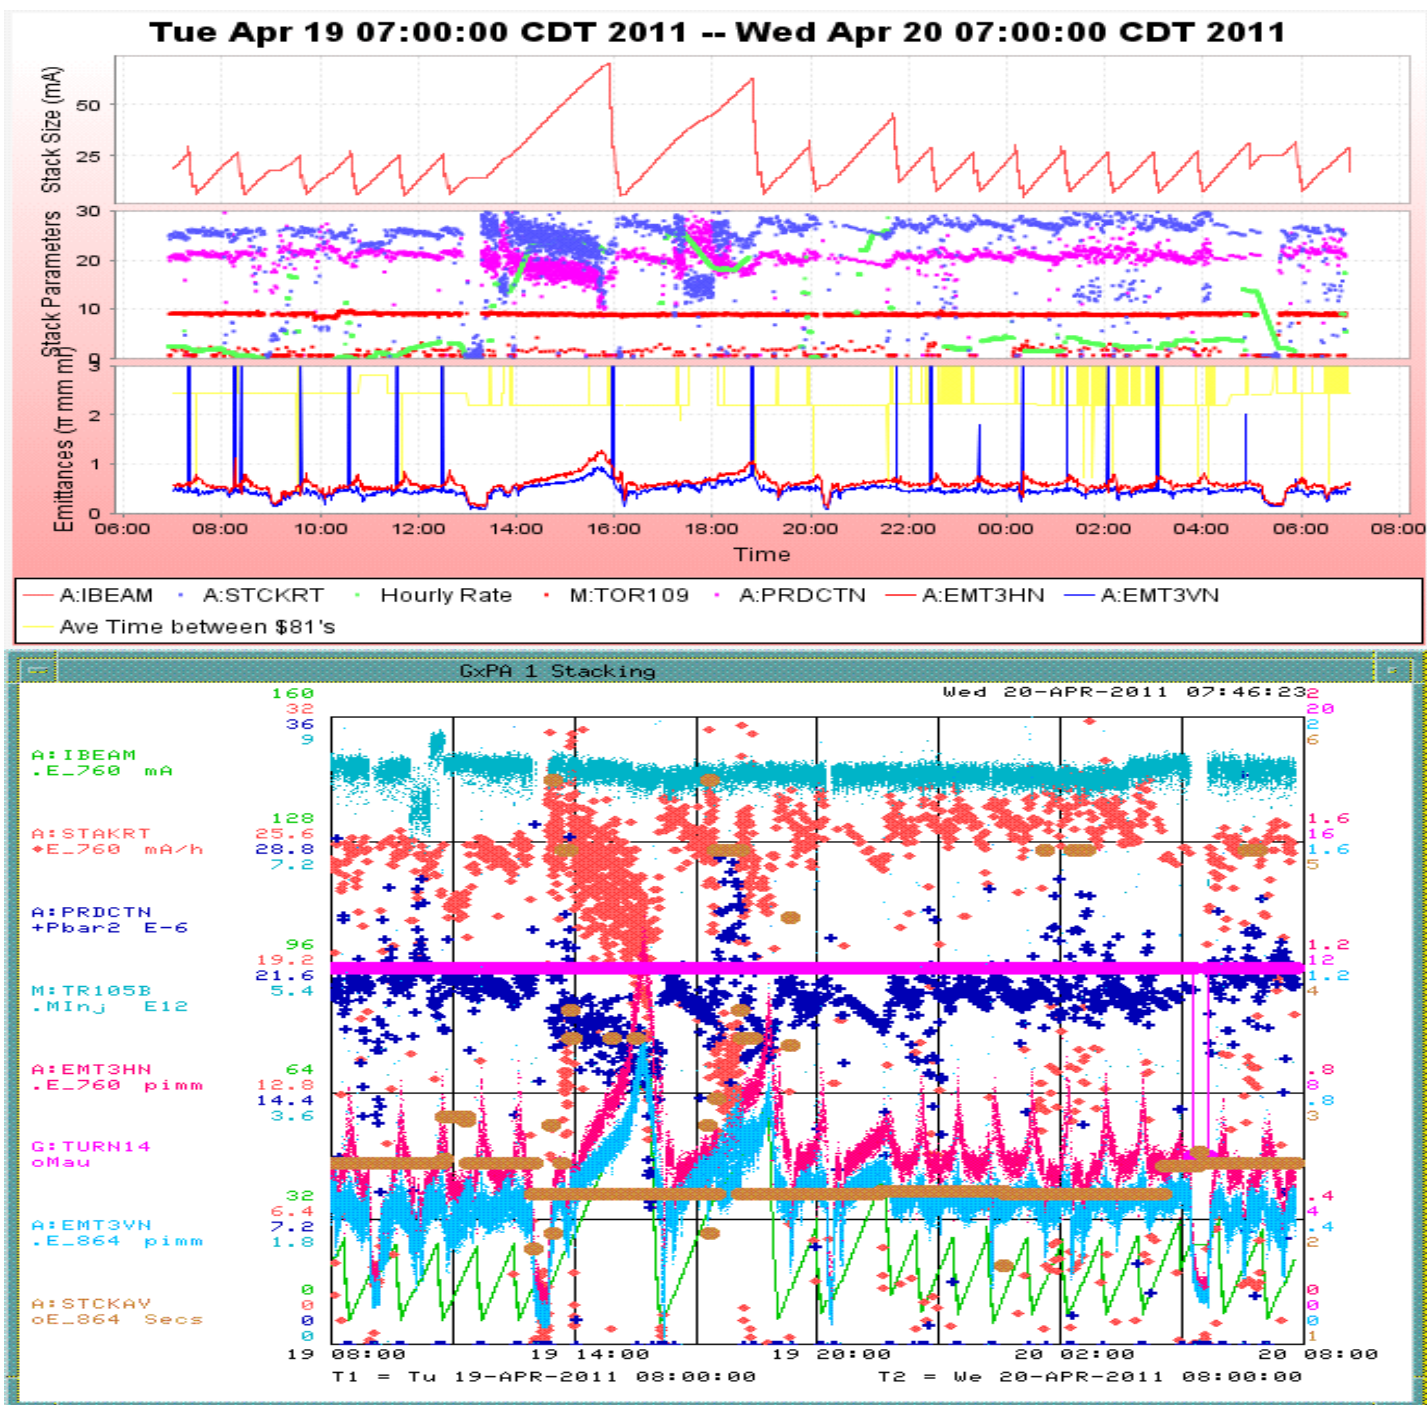 Tue Apr 19 07:00:00 CDT 2011 -- Wed Apr 20 07:00:00 CDT 2011
Stack Size (mA)
50
25
Stack Parameters
30
20
10
Emittances (π mm mr)
3
2
1
0
06:00 08:00 10:00 12:00 14:00 16:00 18:00 20:00 22:00 00:00 02:00 04:00 06:00 08:00
Time
A:IBEAM A:STCKRT Hourly Rate M:TOR109 A:PRDCTN A:EMT3HN A:EMT3VN
Ave Time between $81's
GxPA 1 Stacking
Wed 20-APR-2011 07:46:23
160
32
36
9
2
20
2
6
A:IBEAM
.E_760 mA
128
25.6
28.8
7.2
1.6
16
1.6
5
A:STAKRT
+E_760 mA/h
A:PRDCTN
+Pbar2 E-6
96
19.2
21.6
5.4
1.2
12
1.2
4
M:TR105B
.MInj E12
A:EMT3HN
.E_760 pimm
64
12.8
14.4
3.6
.8
8
.8
3
G:TURN14
oMau
32
6.4
7.2
1.8
.4
4
.4
2
A:EMT3VN
.E_864 pimm
0
0
0
0
0
0
0
1
A:STCKAV
oE_864 Secs
19 08:00 19 14:00 19 20:00 20 02:00 20 08:00
T1 = Tu 19-APR-2011 08:00:00 T2 = We 20-APR-2011 08:00:00